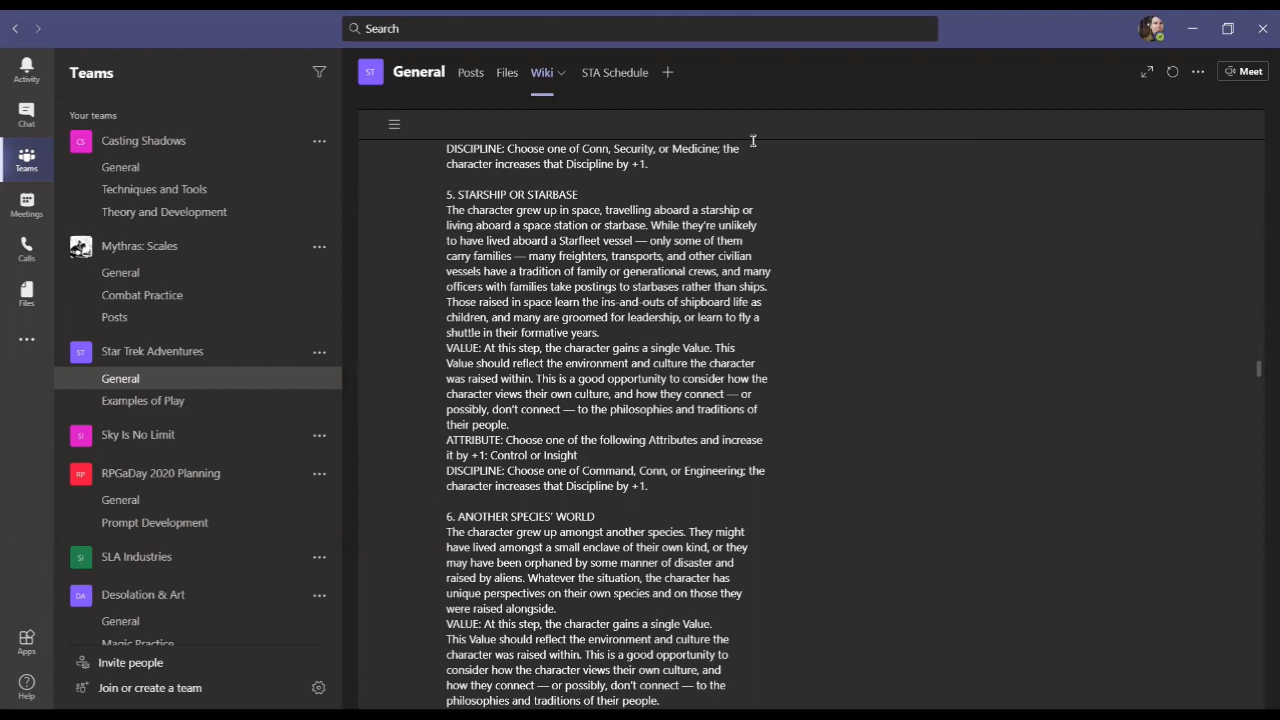 Search
Activity
Chat
Teams
Meetings
Calls
Files
Apps
Help
Teams
Your teams
CS Casting Shadows
General
Techniques and Tools
Theory and Development
Mythras: Scales
General
Combat Practice
Posts
ST Star Trek Adventures
General
Examples of Play
SI Sky Is No Limit
RP RPGaDay 2020 Planning
General
Prompt Development
SI SLA Industries
DA Desolation & Art
General
Magic Practice
Invite people
Join or create a team
ST General Posts Files Wiki STA Schedule
Meet
DISCIPLINE: Choose one of Conn, Security, or Medicine; the
character increases that Discipline by +1.
5. STARSHIP OR STARBASE
The character grew up in space, travelling aboard a starship or
living aboard a space station or starbase. While they're unlikely
to have lived aboard a Starfleet vessel — only some of them
carry families — many freighters, transports, and other civilian
vessels have a tradition of family or generational crews, and many
officers with families take postings to starbases rather than ships.
Those raised in space learn the ins-and-outs of shipboard life as
children, and many are groomed for leadership, or learn to fly a
shuttle in their formative years.
VALUE: At this step, the character gains a single Value. This
Value should reflect the environment and culture the character
was raised within. This is a good opportunity to consider how the
character views their own culture, and how they connect — or
possibly, don't connect — to the philosophies and traditions of
their people.
ATTRIBUTE: Choose one of the following Attributes and increase
it by +1: Control or Insight
DISCIPLINE: Choose one of Command, Conn, or Engineering; the
character increases that Discipline by +1.
6. ANOTHER SPECIES' WORLD
The character grew up amongst another species. They might
have lived amongst a small enclave of their own kind, or they
may have been orphaned by some manner of disaster and
raised by aliens. Whatever the situation, the character has
unique perspectives on their own species and on those they
were raised alongside.
VALUE: At this step, the character gains a single Value.
This Value should reflect the environment and culture the
character was raised within. This is a good opportunity to
consider how the character views their own culture, and
how they connect — or possibly, don't connect — to the
philosophies and traditions of their people.